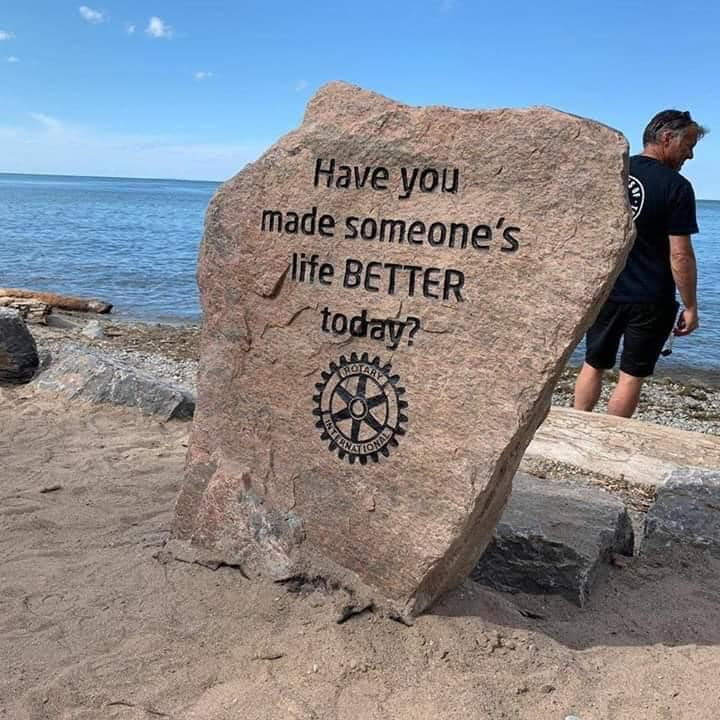 Have you
made someone's
life BETTER
today?
ROTARY
INTERNATIONAL